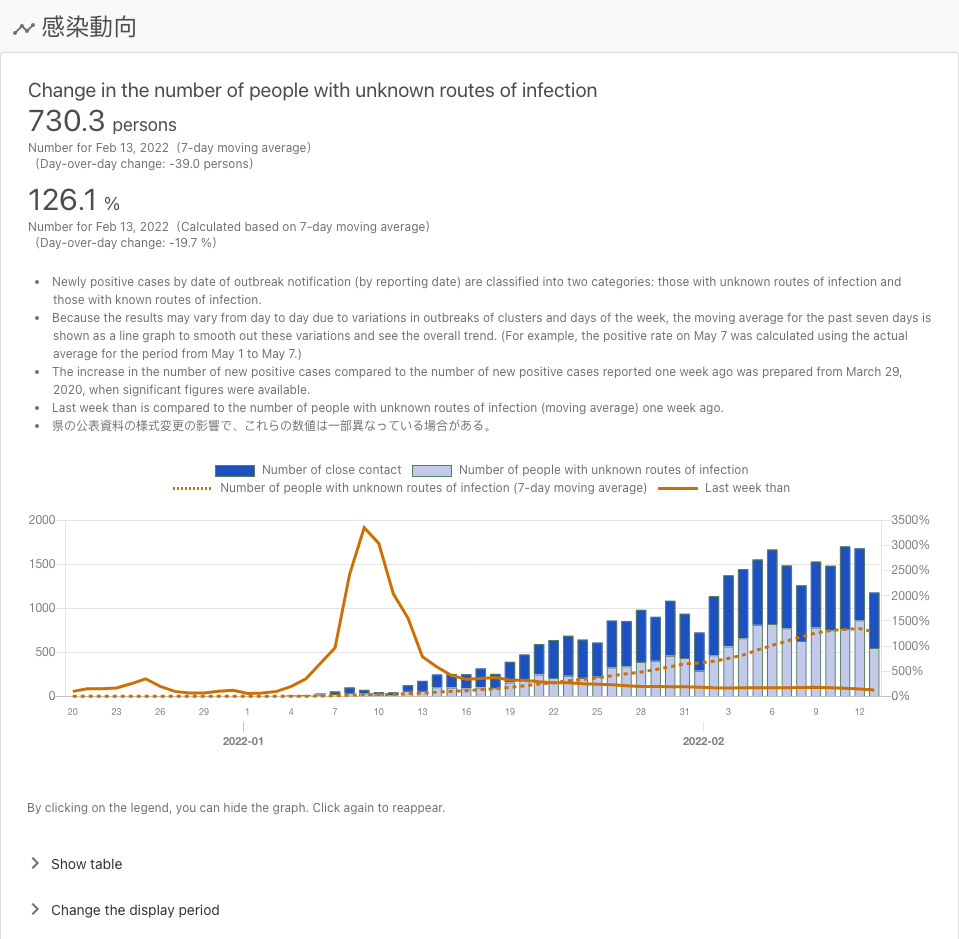 感染動向
Change in the number of people with unknown routes of infection
730.3 persons
Number for Feb 13, 2022（7-day moving average）
（Day-over-day change: -39.0 persons）
126.1 %
Number for Feb 13, 2022（Calculated based on 7-day moving average）
（Day-over-day change: -19.7 %）
• Newly positive cases by date of outbreak notification (by reporting date) are classified into two categories: those with unknown routes of infection and
those with known routes of infection.
• Because the results may vary from day to day due to variations in outbreaks of clusters and days of the week, the moving average for the past seven days is
shown as a line graph to smooth out these variations and see the overall trend. (For example, the positive rate on May 7 was calculated using the actual
average for the period from May 1 to May 7.)
• The increase in the number of new positive cases compared to the number of new positive cases reported one week ago was prepared from March 29,
2020, when significant figures were available.
• Last week than is compared to the number of people with unknown routes of infection (moving average) one week ago.
• 県の公表資料の様式変更の影響で、これらの数値は一部異なっている場合がある。
Number of close contact Number of people with unknown routes of infection
Number of people with unknown routes of infection (7-day moving average) Last week than
2000 3500%
3000%
1500 2500%
2000%
1000 1500%
500 1000%
500%
0 0%
20 23 26 29 1 4 7 10 13 16 19 22 25 28 31 3 6 9 12
2022-01 2022-02
By clicking on the legend, you can hide the graph. Click again to reappear.
Show table
Change the display period